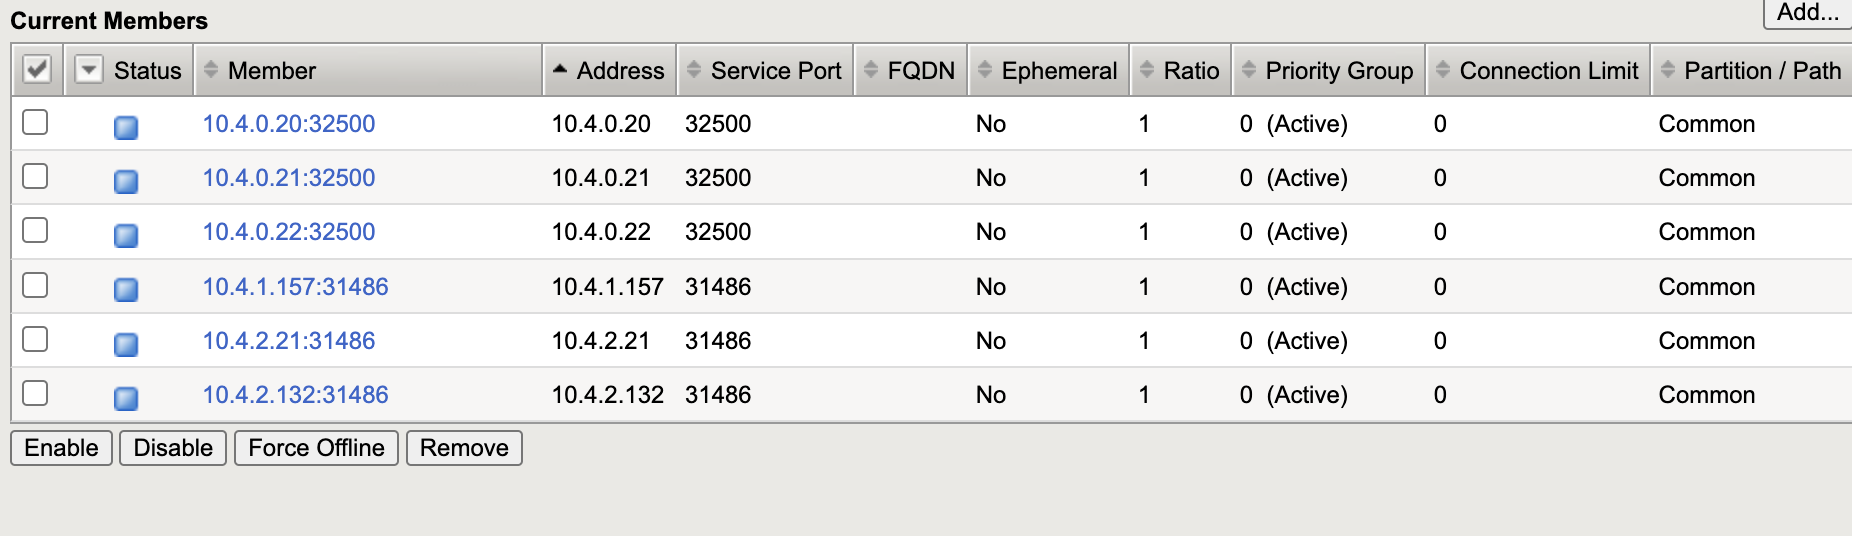 Current Members
Add...
Status Member Address Service Port FQDN Ephemeral Ratio Priority Group Connection Limit Partition / Path
10.4.0.20:32500 10.4.0.20 32500 No 1 0 (Active) 0 Common
10.4.0.21:32500 10.4.0.21 32500 No 1 0 (Active) 0 Common
10.4.0.22:32500 10.4.0.22 32500 No 1 0 (Active) 0 Common
10.4.1.157:31486 10.4.1.157 31486 No 1 0 (Active) 0 Common
10.4.2.21:31486 10.4.2.21 31486 No 1 0 (Active) 0 Common
10.4.2.132:31486 10.4.2.132 31486 No 1 0 (Active) 0 Common
Enable Disable Force Offline Remove